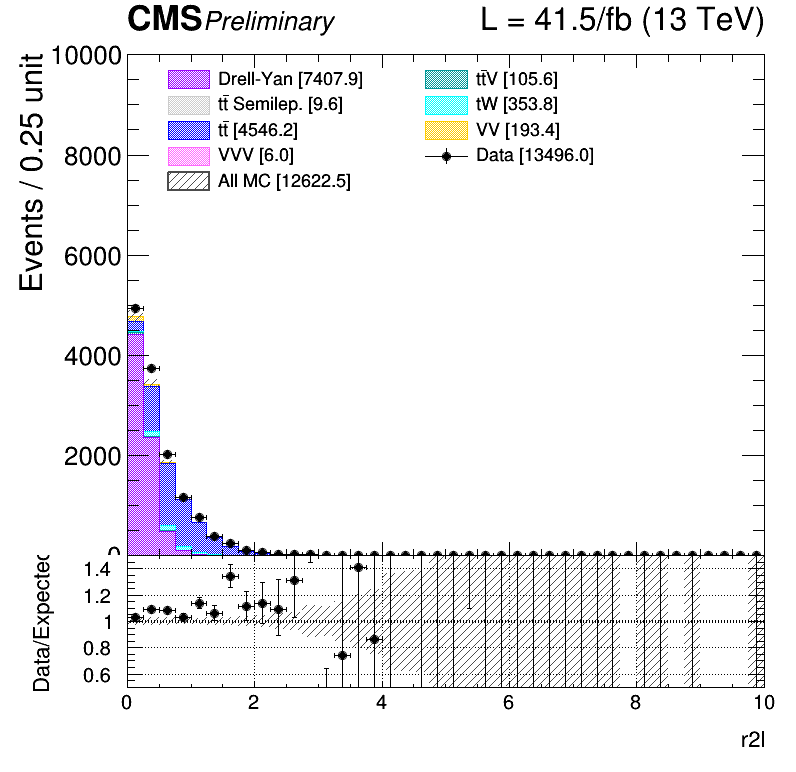 CMS Preliminary L = 41.5/fb (13 TeV)
Events / 0.25 unit
10000
8000
6000
4000
2000
0
Drell-Yan [7407.9]
tt̄ Semilep. [9.6]
tt̄ [4546.2]
VVV [6.0]
All MC [12622.5]
tt̄V [105.6]
tW [353.8]
VV [193.4]
Data [13496.0]
Data/Expected
1.4
1.2
1
0.8
0.6
0 2 4 6 8 10
r2l